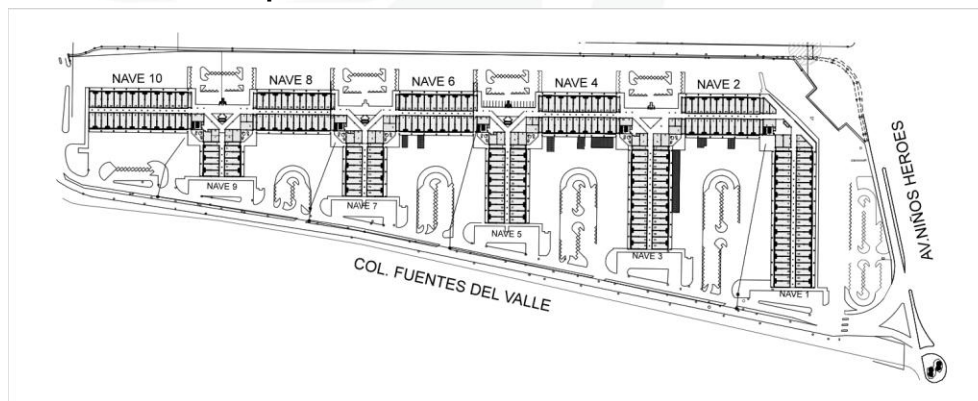 NAVE 10
NAVE 8
NAVE 6
NAVE 4
NAVE 2
NAVE 9
NAVE 7
NAVE 5
NAVE 3
NAVE 1
COL. FUENTES DEL VALLE
AV.NIÑOS HEROES